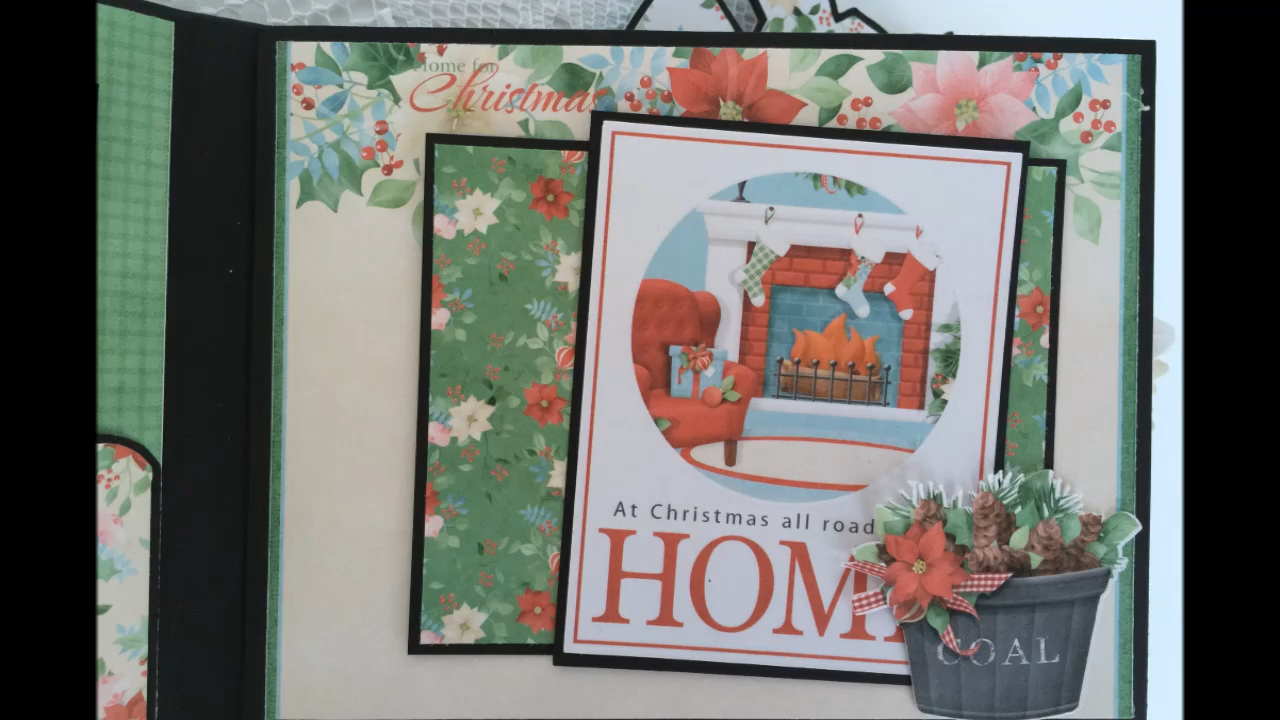 Home for
Christmas
At Christmas all road
HOM
COAL